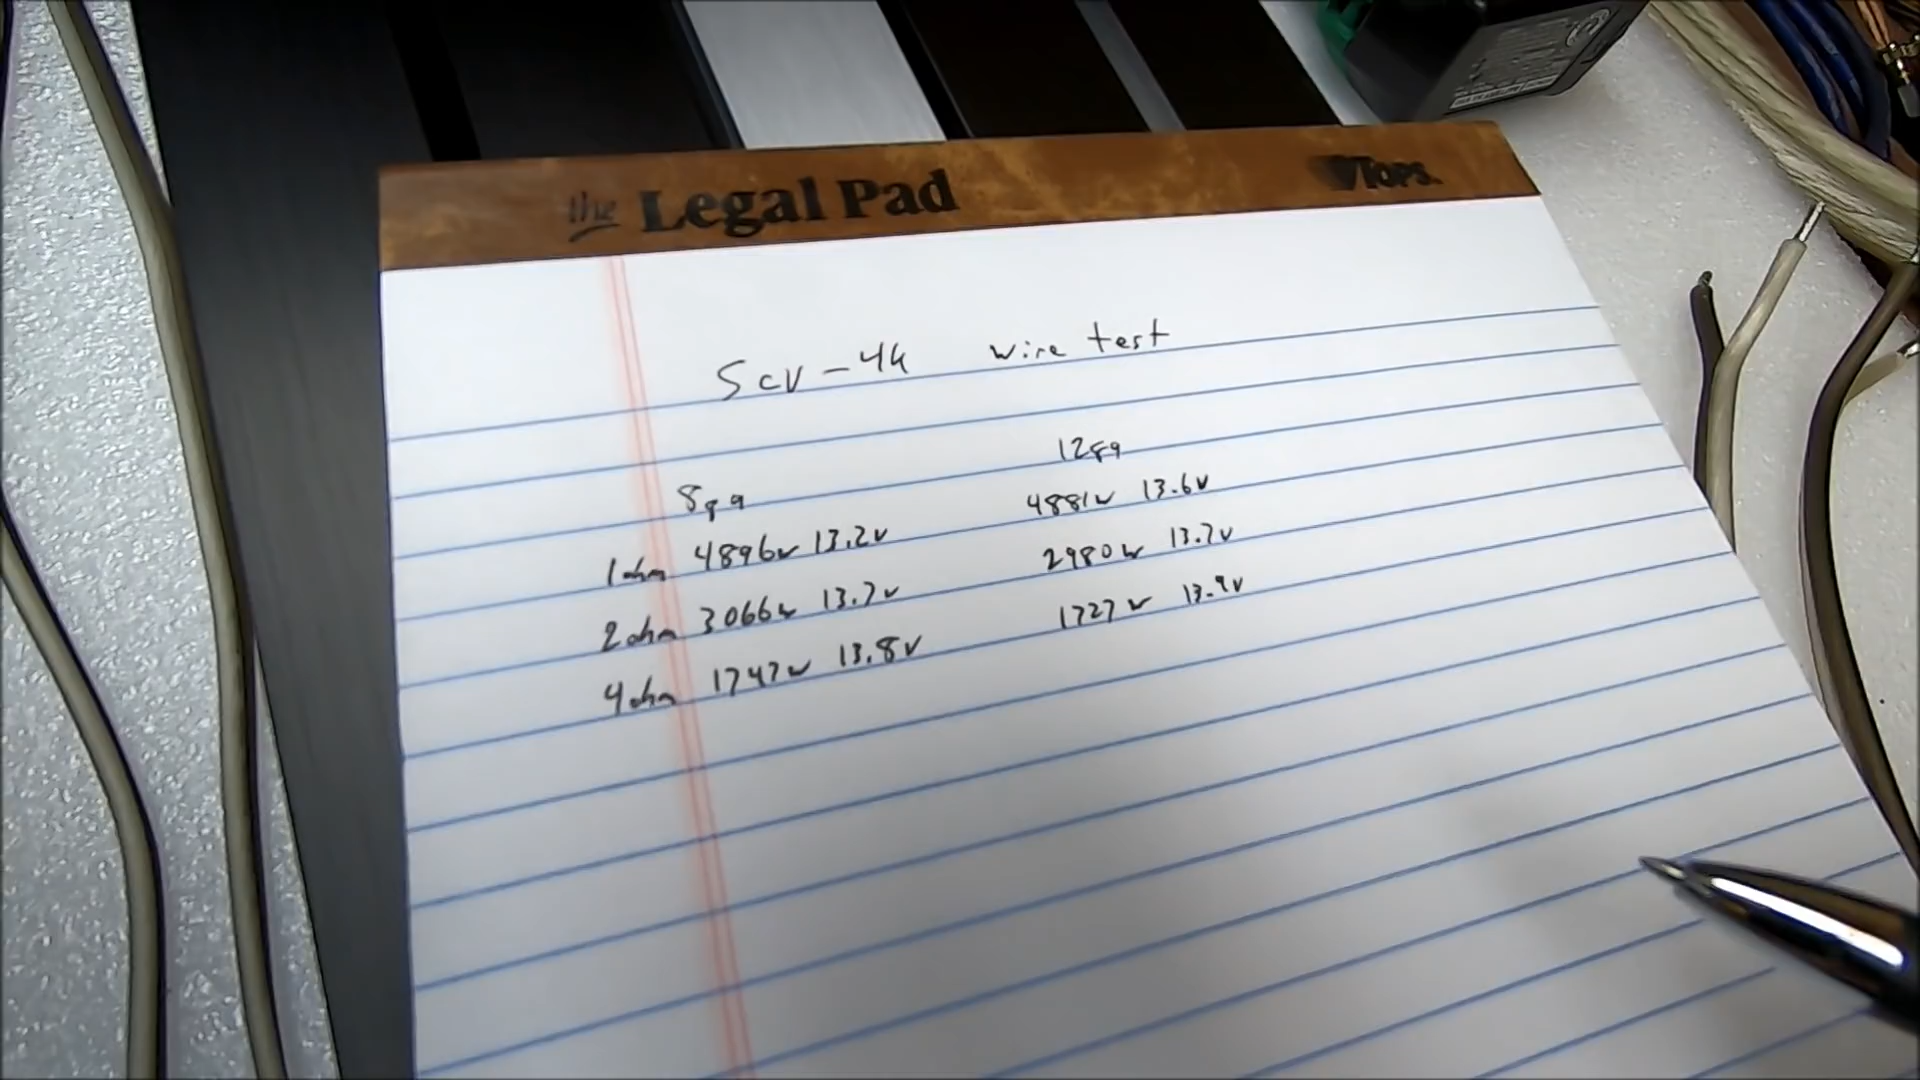 the Legal Pad TOPS
Scv-4k wire test
8ga 12ga
1ohm 4896w 13.2v 4881w 13.6v
2ohm 3066w 13.7v 2980w 13.7v
4ohm 1747w 13.8v 1727w 13.9v